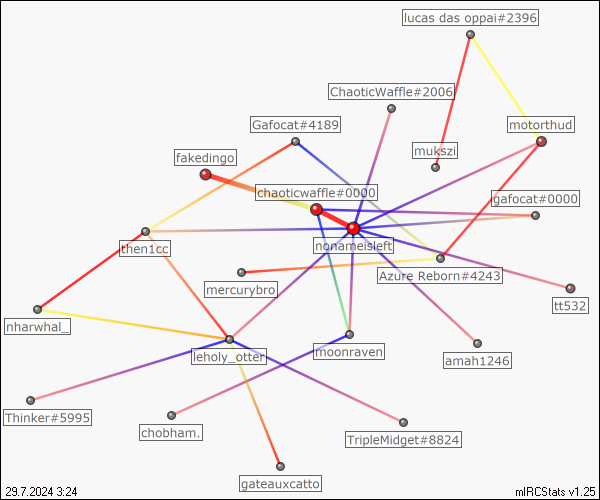 lucas das oppai#2396
ChaoticWaffle#2006
Gafocat#4189
motorthud
mukszi
fakedingo
chaoticwaffle#0000
gafocat#0000
nonameisleft
then1cc
Azure Reborn#4243
mercurybro
tt532
nharwhal_
leholy_otter
moonraven
amah1246
Thinker#5995
chobham.
TripleMidget#8824
gateauxcatto
29.7.2024 3:24
mIRCStats v1.25